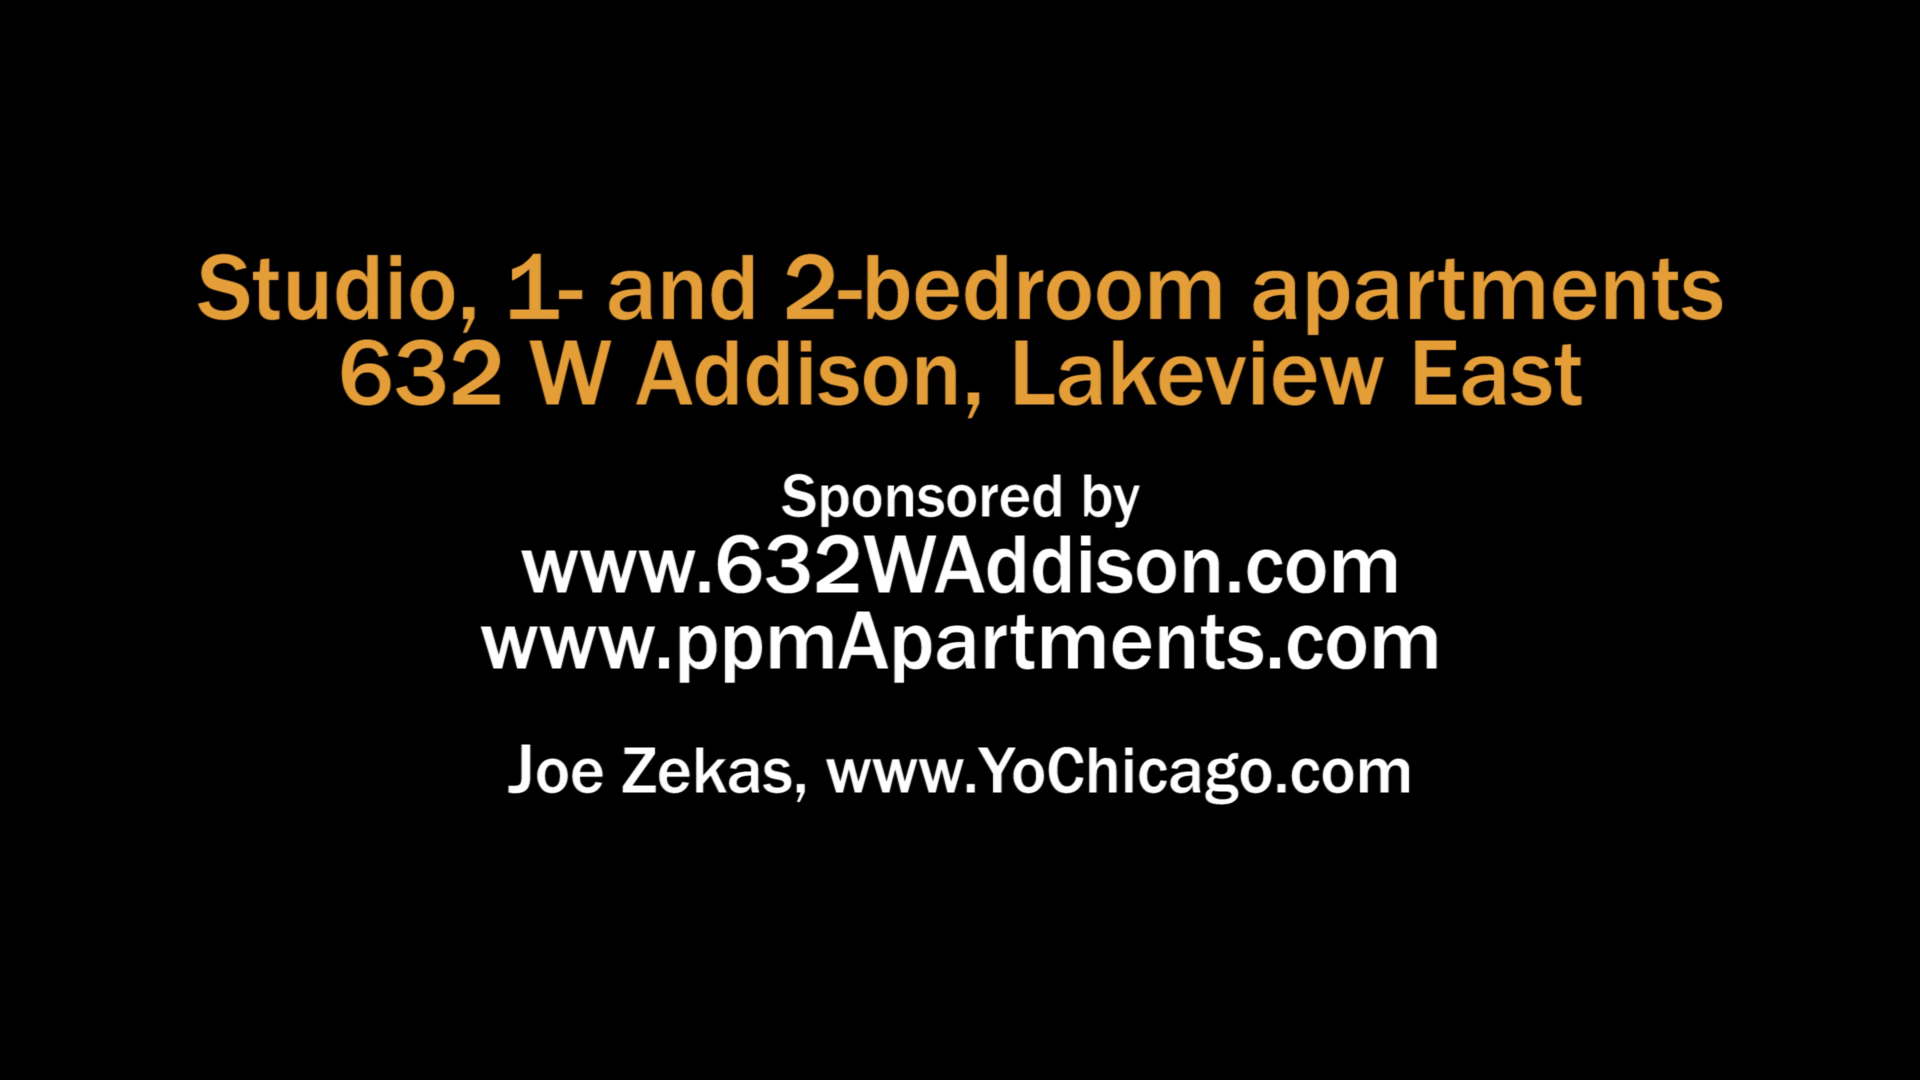 Studio, 1- and 2-bedroom apartments
632 W Addison, Lakeview East
Sponsored by
www.632WAddison.com
www.ppmApartments.com
Joe Zekas, www.YoChicago.com